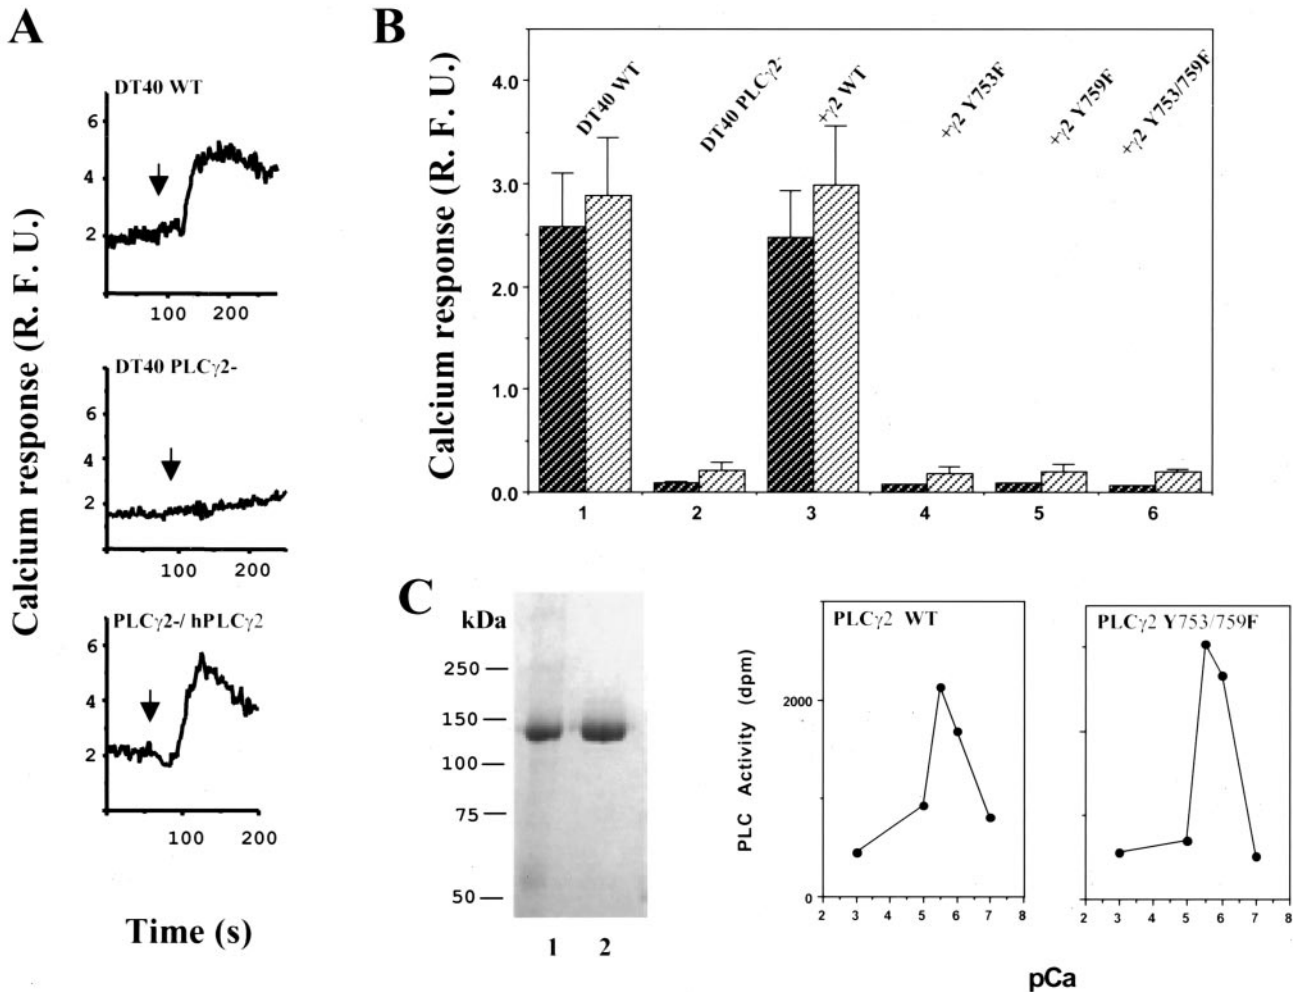 A
DT40 WT
6
4
2
100 200
DT40 PLCγ2-
6
4
2
100 200
PLCγ2-/ hPLCγ2
6
4
2
100 200
Calcium response (R. F. U.)
Time (s)
B
Calcium response (R. F. U.)
4.0
3.0
2.0
1.0
0.0
DT40 WT
DT40 PLCγ2-
+γ2 WT
+γ2 Y753F
+γ2 Y759F
+γ2 Y753/759F
1 2 3 4 5 6
C
kDa
250
150
100
75
50
1 2
PLC Activity (dpm)
PLCγ2 WT
2000
0
2 3 4 5 6 7 8
PLCγ2 Y753/759F
2 3 4 5 6 7 8
pCa